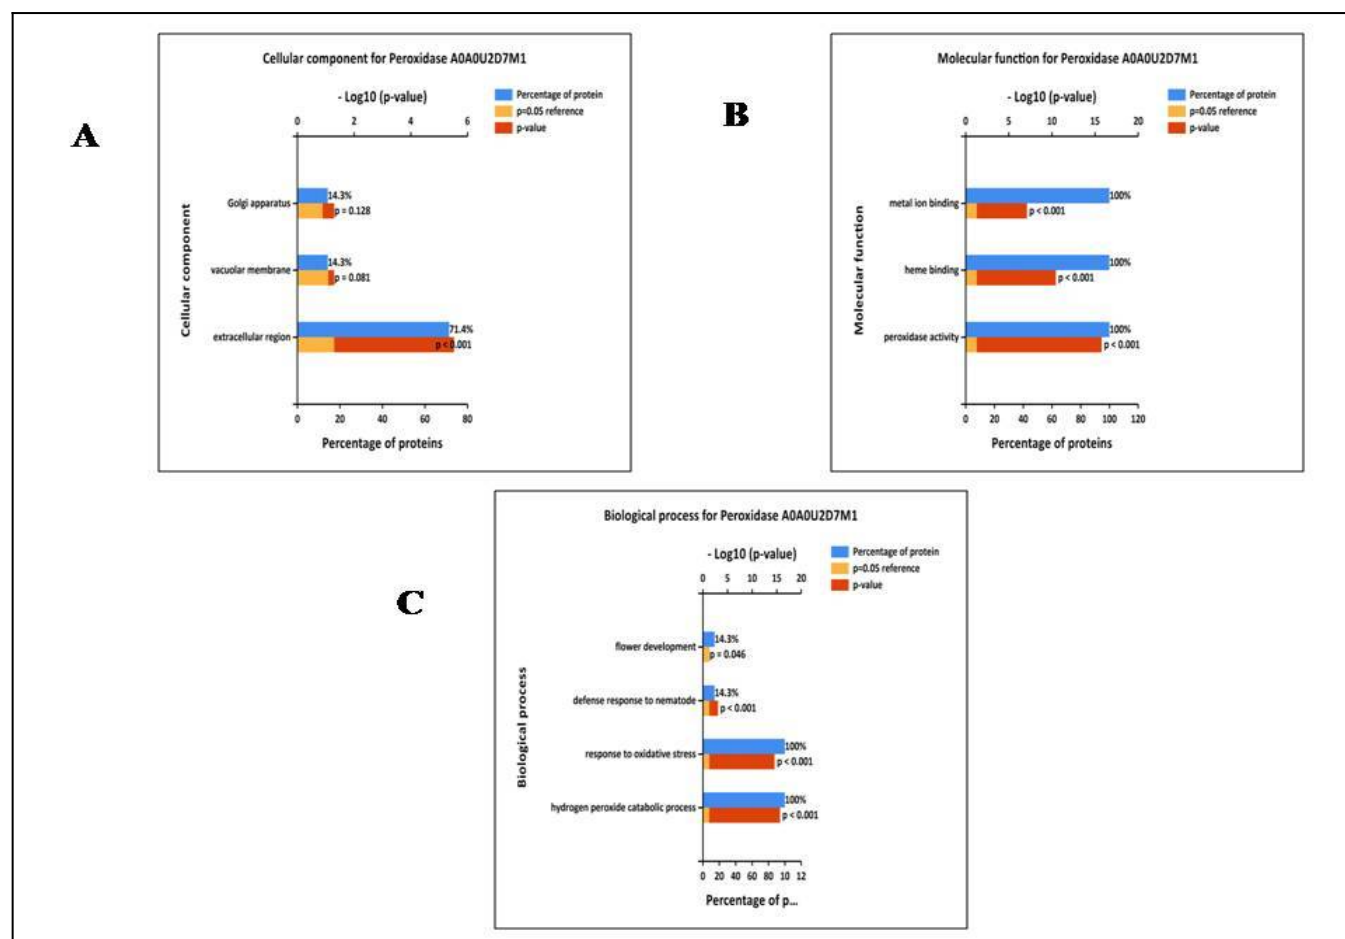 A
Cellular component for Peroxidase A0A0U2D7M1
- Log10 (p-value)
Percentage of protein
p=0.05 reference
p-value
0 2 4 6
Cellular component
Golgi apparatus
14.3%
p = 0.128
vacuolar membrane
14.3%
p = 0.081
extracellular region
71.4%
p < 0.001
0 20 40 60 80
Percentage of proteins
B
Molecular function for Peroxidase A0A0U2D7M1
- Log10 (p-value)
Percentage of protein
p=0.05 reference
p-value
0 5 10 15 20
Molecular function
metal ion binding
100%
p < 0.001
heme binding
100%
p < 0.001
peroxidase activity
100%
p < 0.001
0 20 40 60 80 100 120
Percentage of proteins
C
Biological process for Peroxidase A0A0U2D7M1
- Log10 (p-value)
Percentage of protein
p=0.05 reference
p-value
0 5 10 15 20
Biological process
flower development
14.3%
p = 0.046
defense response to nematode
14.3%
p < 0.001
response to oxidative stress
100%
p < 0.001
hydrogen peroxide catabolic process
100%
p < 0.001
0 20 40 60 80 10 12
Percentage of p...